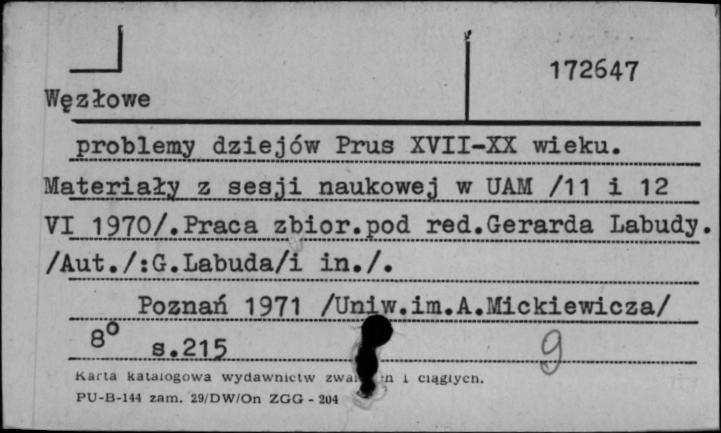 172647
Węzłowe
problemy dziejów Prus XVII-XX wieku.
Materiały z sesji naukowej w UAM /11 i 12
VI 1970/.Praca zbior.pod red.Gerarda Labudy.
/Aut./:G.Labuda/i in./.
Poznań 1971 /Uniw.im.A.Mickiewicza/
8° s.215 9
Karta katalogowa wydawnictw i ciągłych.
PU-B-144 zam. 29/DW/On ZGG - 204